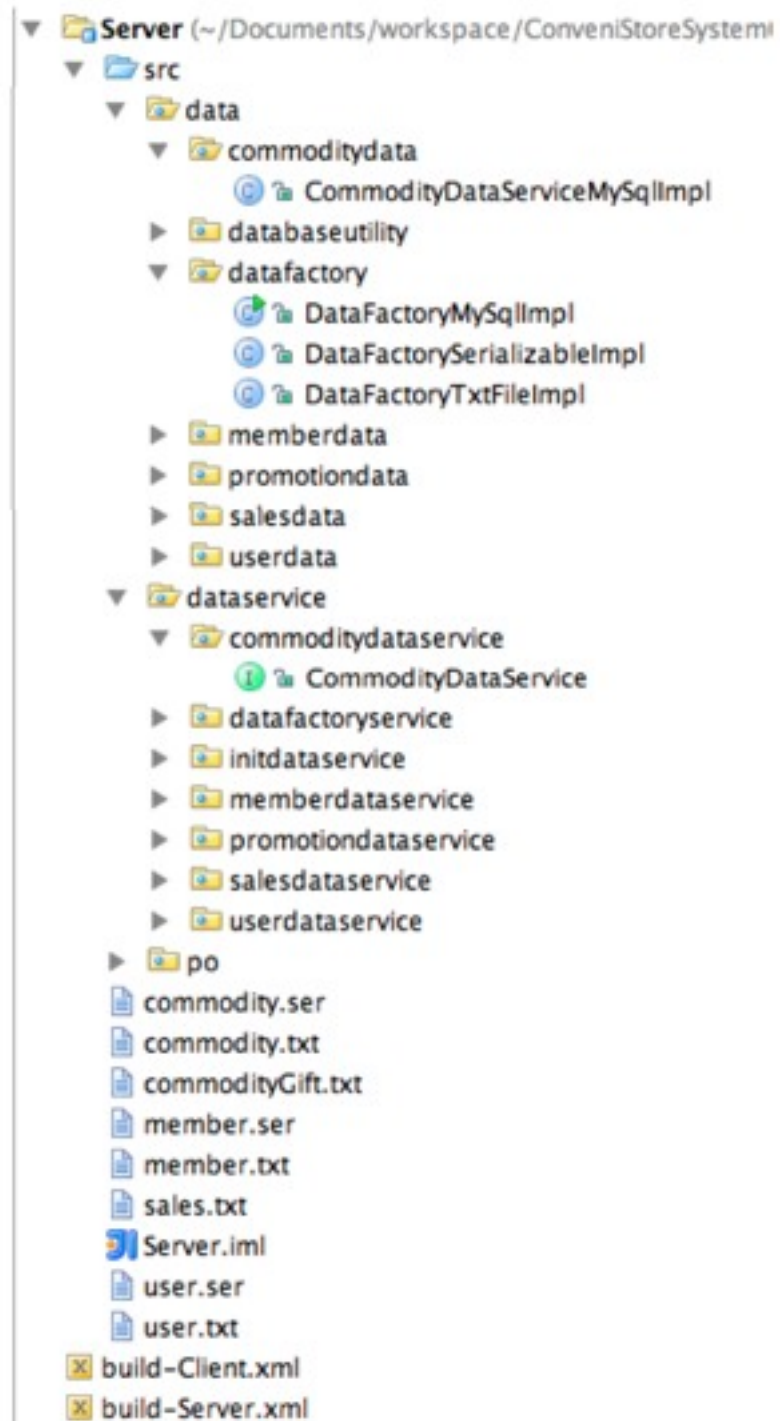 Server (~/Documents/workspace/ConveniStoreSystem
src
data
commoditydata
CommodityDataServiceMySqlImpl
databaseutility
datafactory
DataFactoryMySqlImpl
DataFactorySerializableImpl
DataFactoryTxtFileImpl
memberdata
promotiondata
salesdata
userdata
dataservice
commoditydataservice
CommodityDataService
datafactoryservice
initdataservice
memberdataservice
promotiondataservice
salesdataservice
userdataservice
po
commodity.ser
commodity.txt
commodityGift.txt
member.ser
member.txt
sales.txt
Server.iml
user.ser
user.txt
build-Client.xml
build-Server.xml